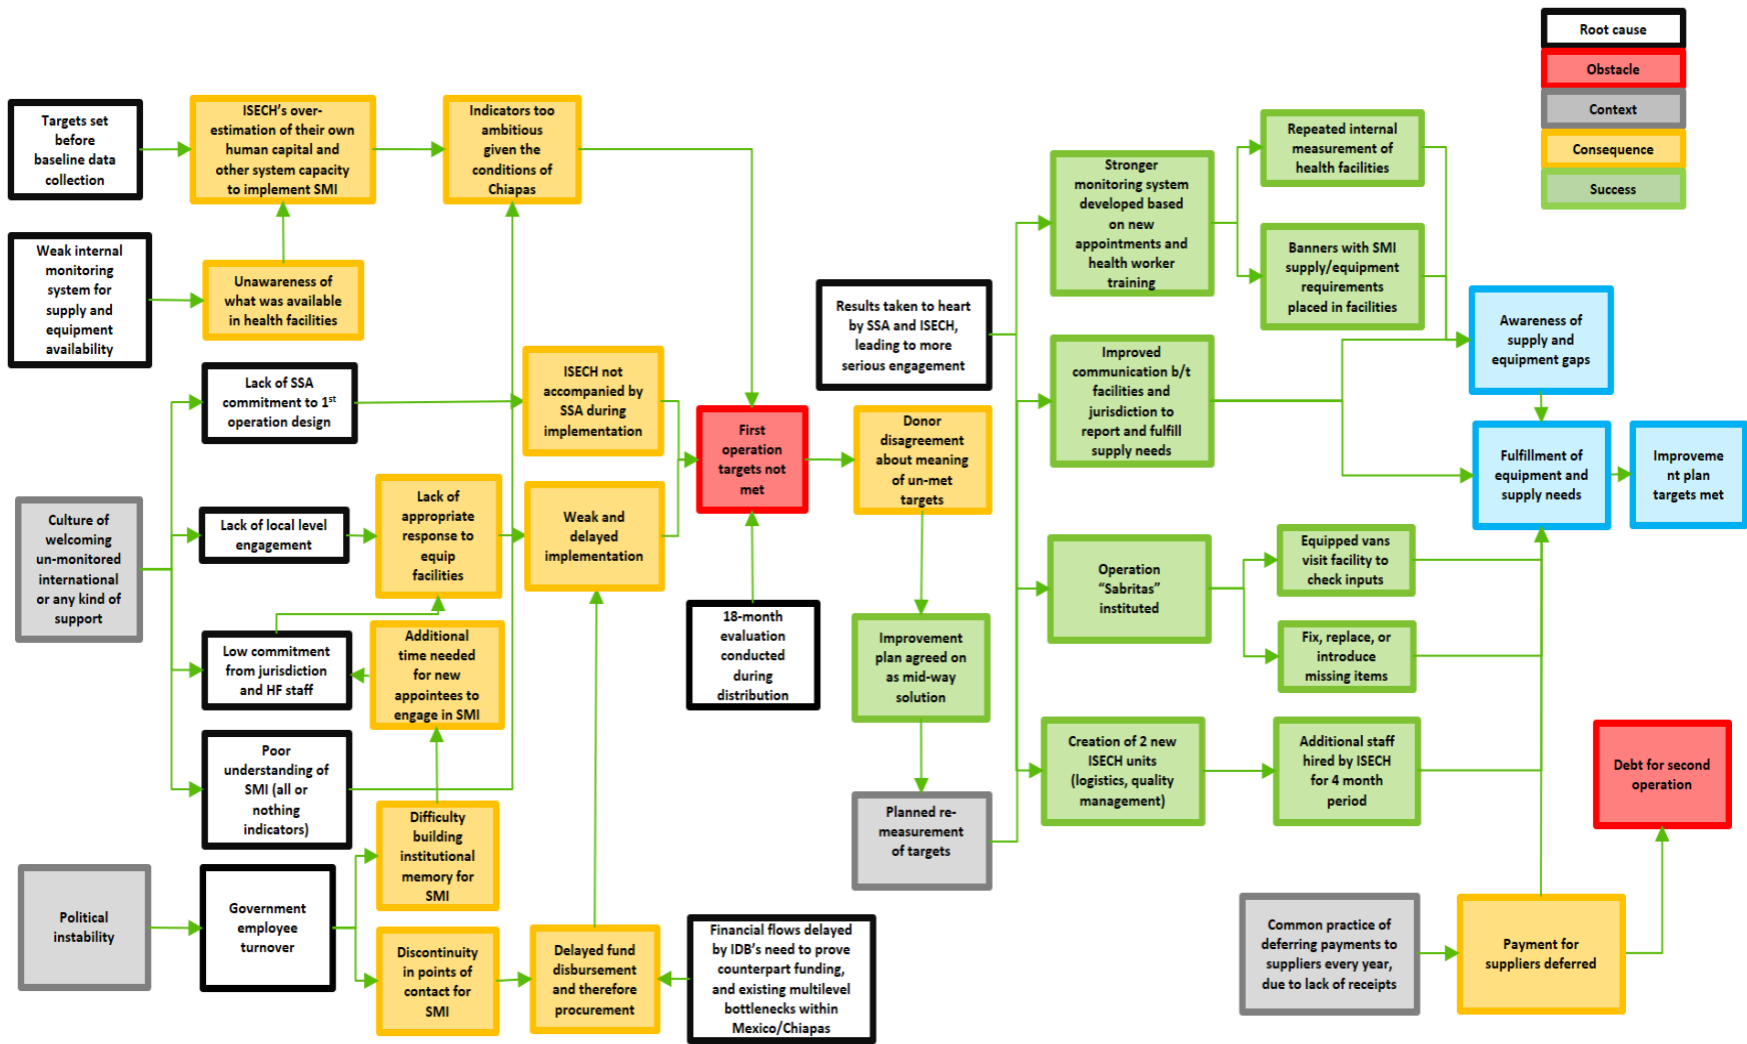 Root cause
Obstacle
Context
Consequence
Success
Targets set
before
baseline data
collection
ISECH's over-
estimation of their own
human capital and
other system capacity
to implement SMI
Indicators too
ambitious
given the
conditions of
Chiapas
Weak internal
monitoring
system for
supply and
equipment
availability
Unawareness of
what was available
in health facilities
Lack of SSA
commitment to 1st
operation design
ISECH not
accompanied by
SSA during
implementation
Culture of
welcoming
un-monitored
international
or any kind of
support
Lack of local level
engagement
Lack of
appropriate
response to
equip
facilities
Weak and
delayed
implementation
Low commitment
from jurisdiction
and HF staff
Additional
time needed
for new
appointees to
engage in SMI
Poor
understanding of
SMI (all or
nothing
indicators)
Difficulty
building
institutional
memory for
SMI
Political
instability
Government
employee
turnover
Discontinuity
in points of
contact for
SMI
Delayed fund
disbursement
and therefore
procurement
Financial flows delayed
by IDB's need to prove
counterpart funding,
and existing multilevel
bottlenecks within
Mexico/Chiapas
First
operation
targets not
met
18-month
evaluation
conducted
during
distribution
Donor
disagreement
about meaning
of un-met
targets
Improvement
plan agreed on
as mid-way
solution
Planned re-
measurement
of targets
Results taken to heart
by SSA and ISECH,
leading to more
serious engagement
Stronger
monitoring system
developed based
on new
appointments and
health worker
training
Repeated internal
measurement of
health facilities
Banners with SMI
supply/equipment
requirements
placed in facilities
Improved
communication b/t
facilities and
jurisdiction to
report and fulfill
supply needs
Operation
"Sabritas"
instituted
Equipped vans
visit facility to
check inputs
Fix, replace, or
introduce
missing items
Creation of 2 new
ISECH units
(logistics, quality
management)
Additional staff
hired by ISECH
for 4 month
period
Awareness of
supply and
equipment gaps
Fulfillment of
equipment and
supply needs
Improveme
nt plan
targets met
Debt for second
operation
Common practice of
deferring payments to
suppliers every year,
due to lack of receipts
Payment for
suppliers deferred